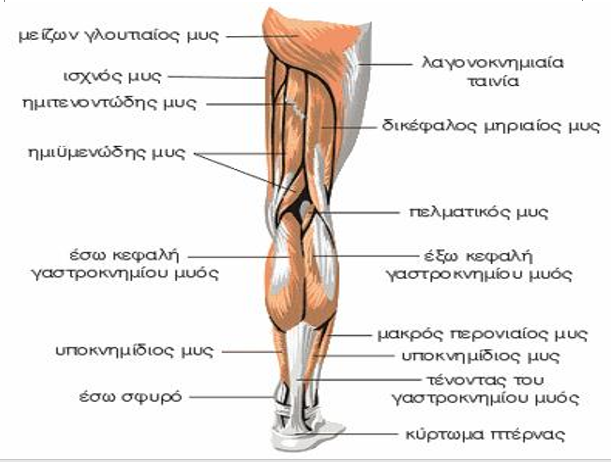 μείζων γλουτιαίος μυς
ισχνός μυς
ημιτενοντώδης μυς
ημιϋμενώδης μυς
έσω κεφαλή
γαστροκνημίου μυός
υποκνημίδιος μυς
έσω σφυρό
λαγονοκνημιαία
ταινία
δικέφαλος μηριαίος μυς
πελματικός μυς
έξω κεφαλή
γαστροκνημίου μυός
μακρός περονιαίος μυς
υποκνημίδιος μυς
τένοντας του
γαστροκνημίου μυός
κύρτωμα πτέρνας